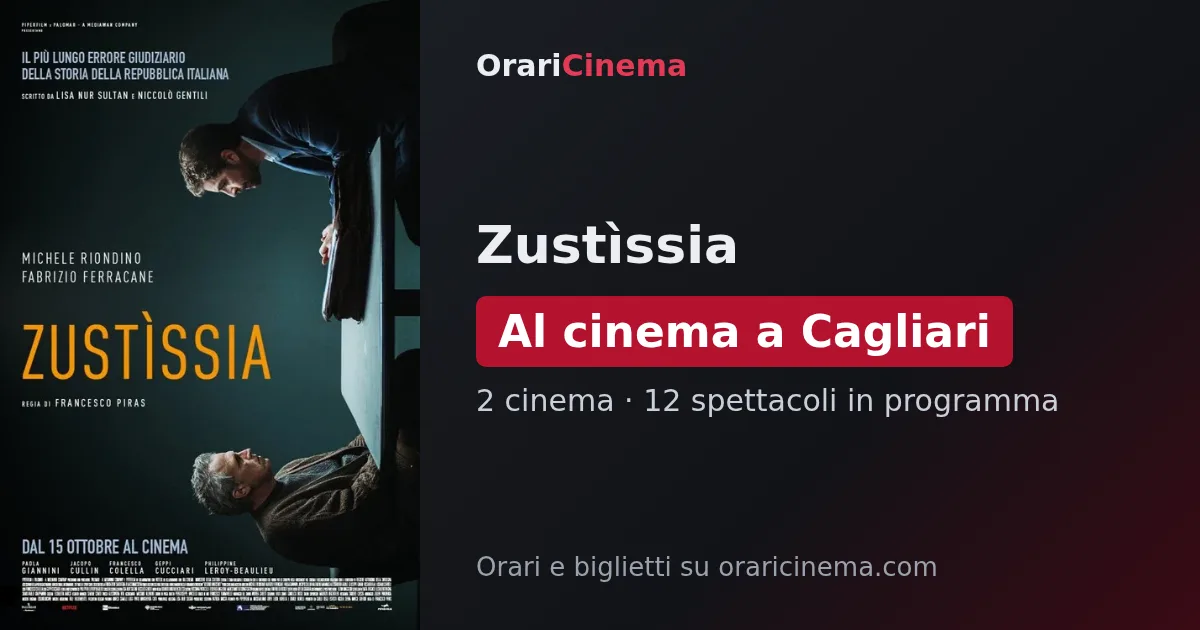 PIPERFILM E PALOMAR - A MEDIAWAN COMPANY
IL PIÙ LUNGO ERRORE GIUDIZIARIO
DELLA STORIA DELLA REPUBBLICA ITALIANA
SCRITTO DA LISA NUR SULTAN E NICCOLÒ GENTILI
MICHELE RIONDINO
FABRIZIO FERRACANE
ZUSTÌSSIA
REGIA DI FRANCESCO PIRAS
DAL 15 OTTOBRE AL CINEMA
PAOLA GIANNINI JACOPO CULLIN FRANCESCO COLELLA GEPPI CUCCIARI PHILIPPINE LEROY-BEAULIEU
OrariCinema
Zustìssia
Al cinema a Cagliari
2 cinema · 12 spettacoli in programma
Orari e biglietti su oraricinema.com